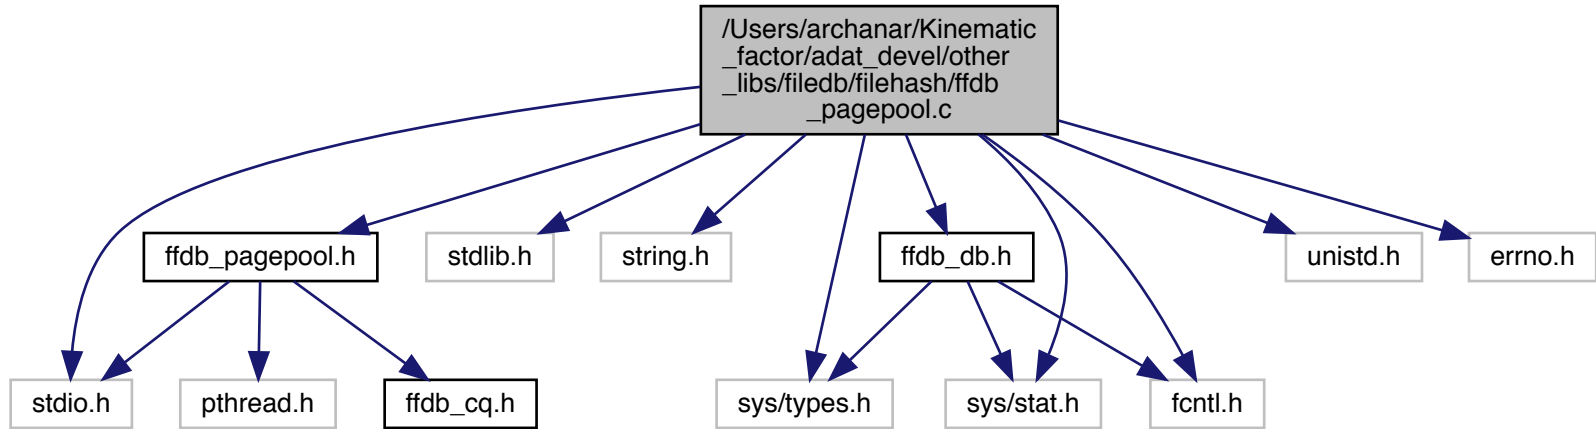 /Users/archanar/Kinematic
_factor/adat_devel/other
_libs/filedb/filehash/ffdb
_pagepool.c
ffdb_pagepool.h
stdlib.h
string.h
ffdb_db.h
unistd.h
errno.h
stdio.h
pthread.h
ffdb_cq.h
sys/types.h
sys/stat.h
fcntl.h